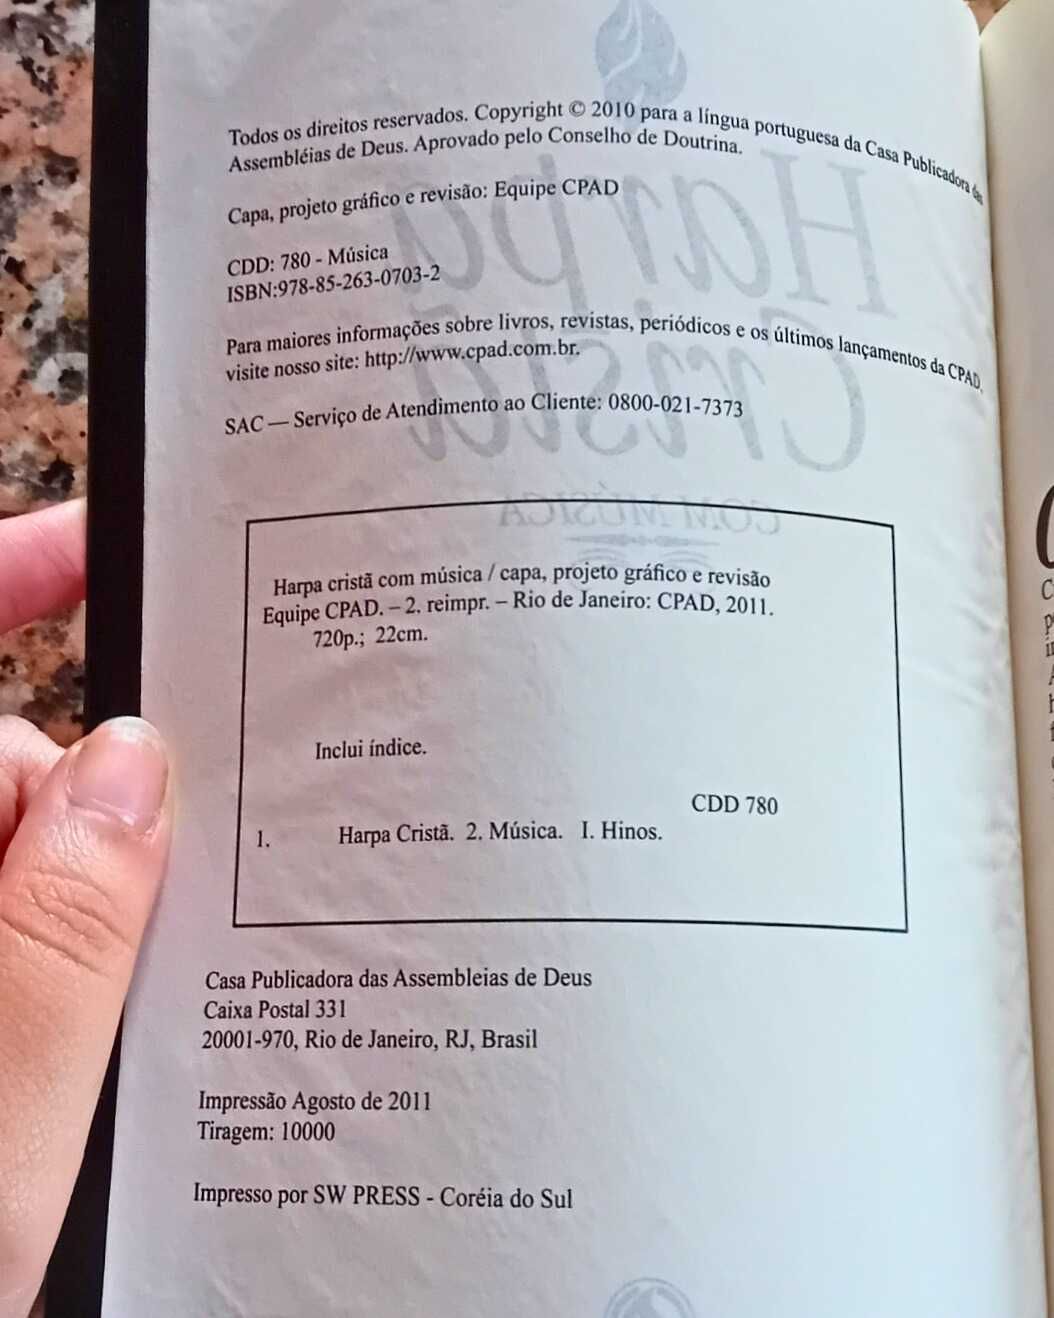 Todos os direitos reservados. Copyright © 2010 para a língua portuguesa da Casa Publicadora das
Assembléias de Deus. Aprovado pelo Conselho de Doutrina.
Capa, projeto gráfico e revisão: Equipe CPAD
CDD: 780 - Música
ISBN:978-85-263-0703-2
Para maiores informações sobre livros, revistas, periódicos e os últimos lançamentos da CPAD,
visite nosso site: http://www.cpad.com.br.
SAC — Serviço de Atendimento ao Cliente: 0800-021-7373
Harpa
Cristã
COM MÚSICA
Harpa cristã com música / capa, projeto gráfico e revisão
Equipe CPAD. – 2. reimpr. – Rio de Janeiro: CPAD, 2011.
720p.; 22cm.
Inclui índice.
CDD 780
1. Harpa Cristã. 2. Música. I. Hinos.
Casa Publicadora das Assembleias de Deus
Caixa Postal 331
20001-970, Rio de Janeiro, RJ, Brasil
Impressão Agosto de 2011
Tiragem: 10000
Impresso por SW PRESS - Coréia do Sul